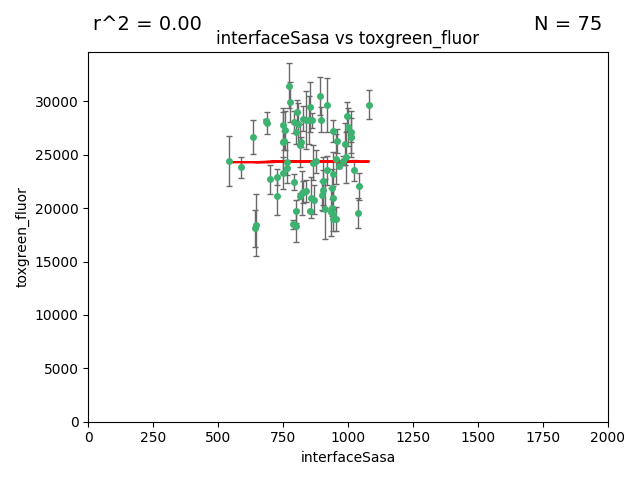 r^2 = 0.00
N = 75
interfaceSasa vs toxgreen_fluor
30000
25000
20000
15000
10000
5000
0
toxgreen_fluor
0 250 500 750 1000 1250 1500 1750 2000
interfaceSasa